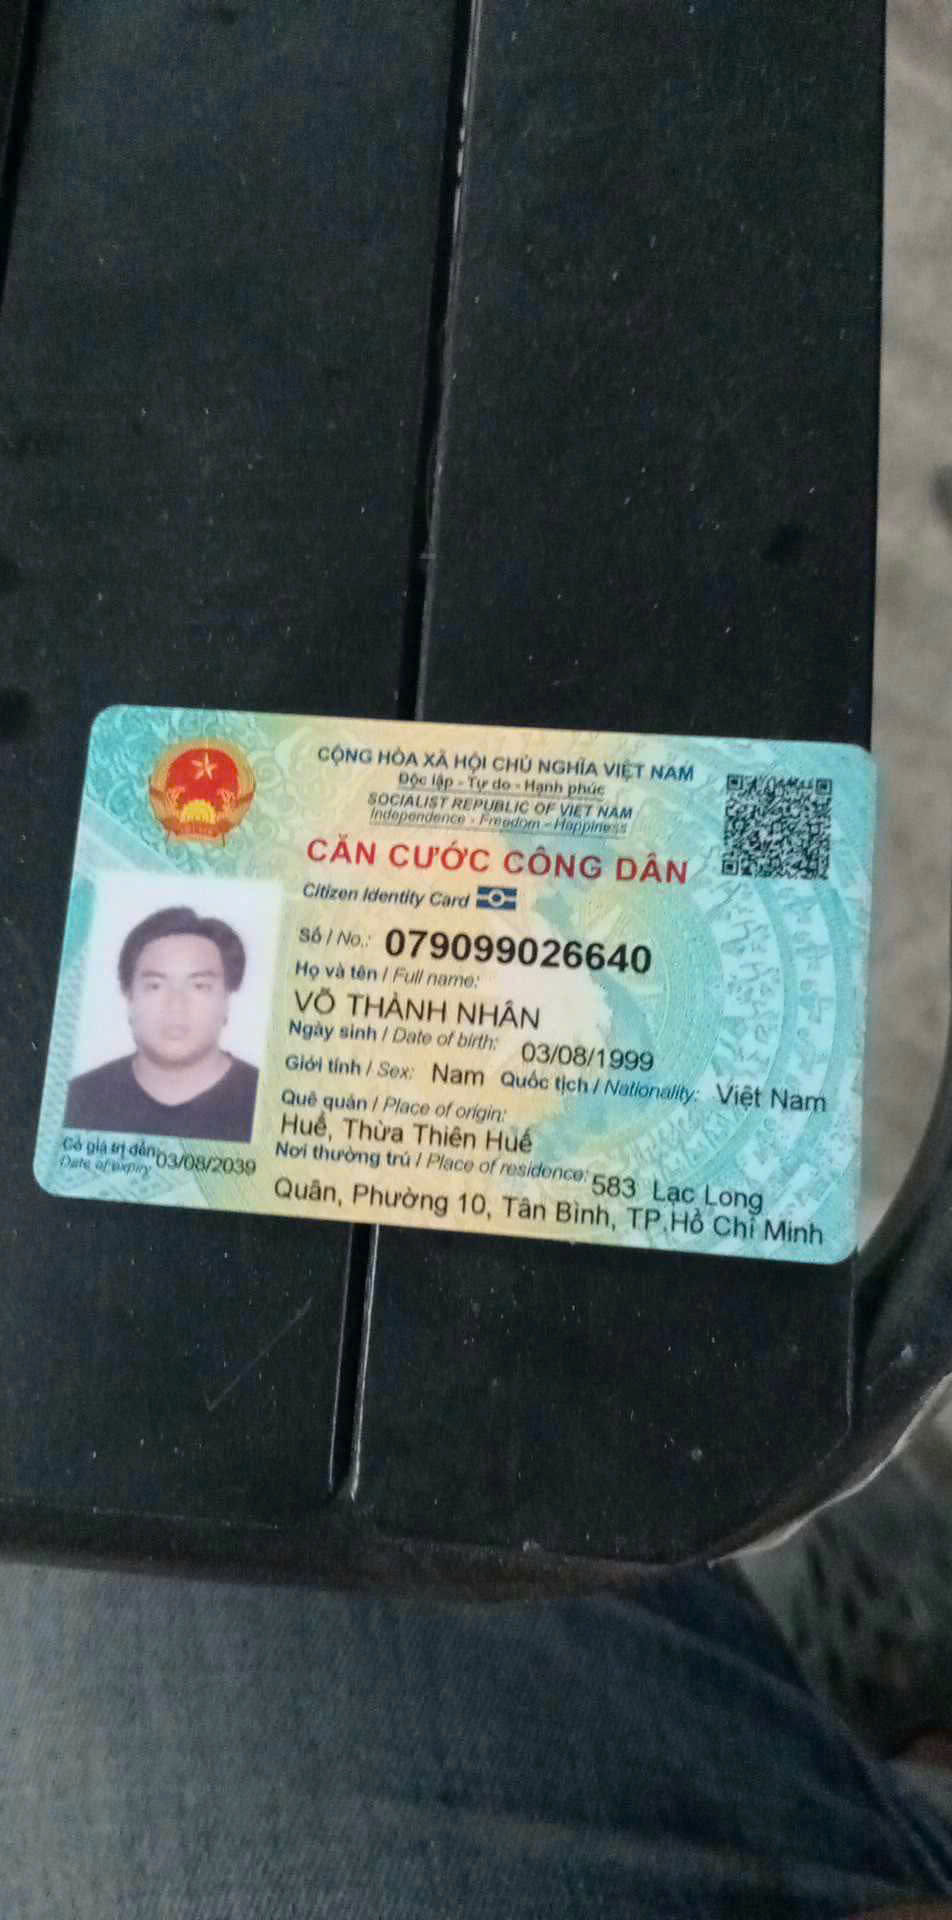 CỘNG HÒA XÃ HỘI CHỦ NGHĨA VIỆT NAM
Độc lập - Tự do - Hạnh phúc
SOCIALIST REPUBLIC OF VIET NAM
Independence - Freedom - Happiness
CĂN CƯỚC CÔNG DÂN
Citizen Identity Card
Số / No.: 079099026640
Họ và tên / Full name:
VÕ THÀNH NHÂN
Ngày sinh / Date of birth: 03/08/1999
Giới tính / Sex: Nam Quốc tịch / Nationality: Việt Nam
Quê quán / Place of origin:
Huế, Thừa Thiên Huế
Nơi thường trú / Place of residence: 583 Lạc Long
Quân, Phường 10, Tân Bình, TP.Hồ Chí Minh
Có giá trị đến: 03/08/2039
Date of expiry